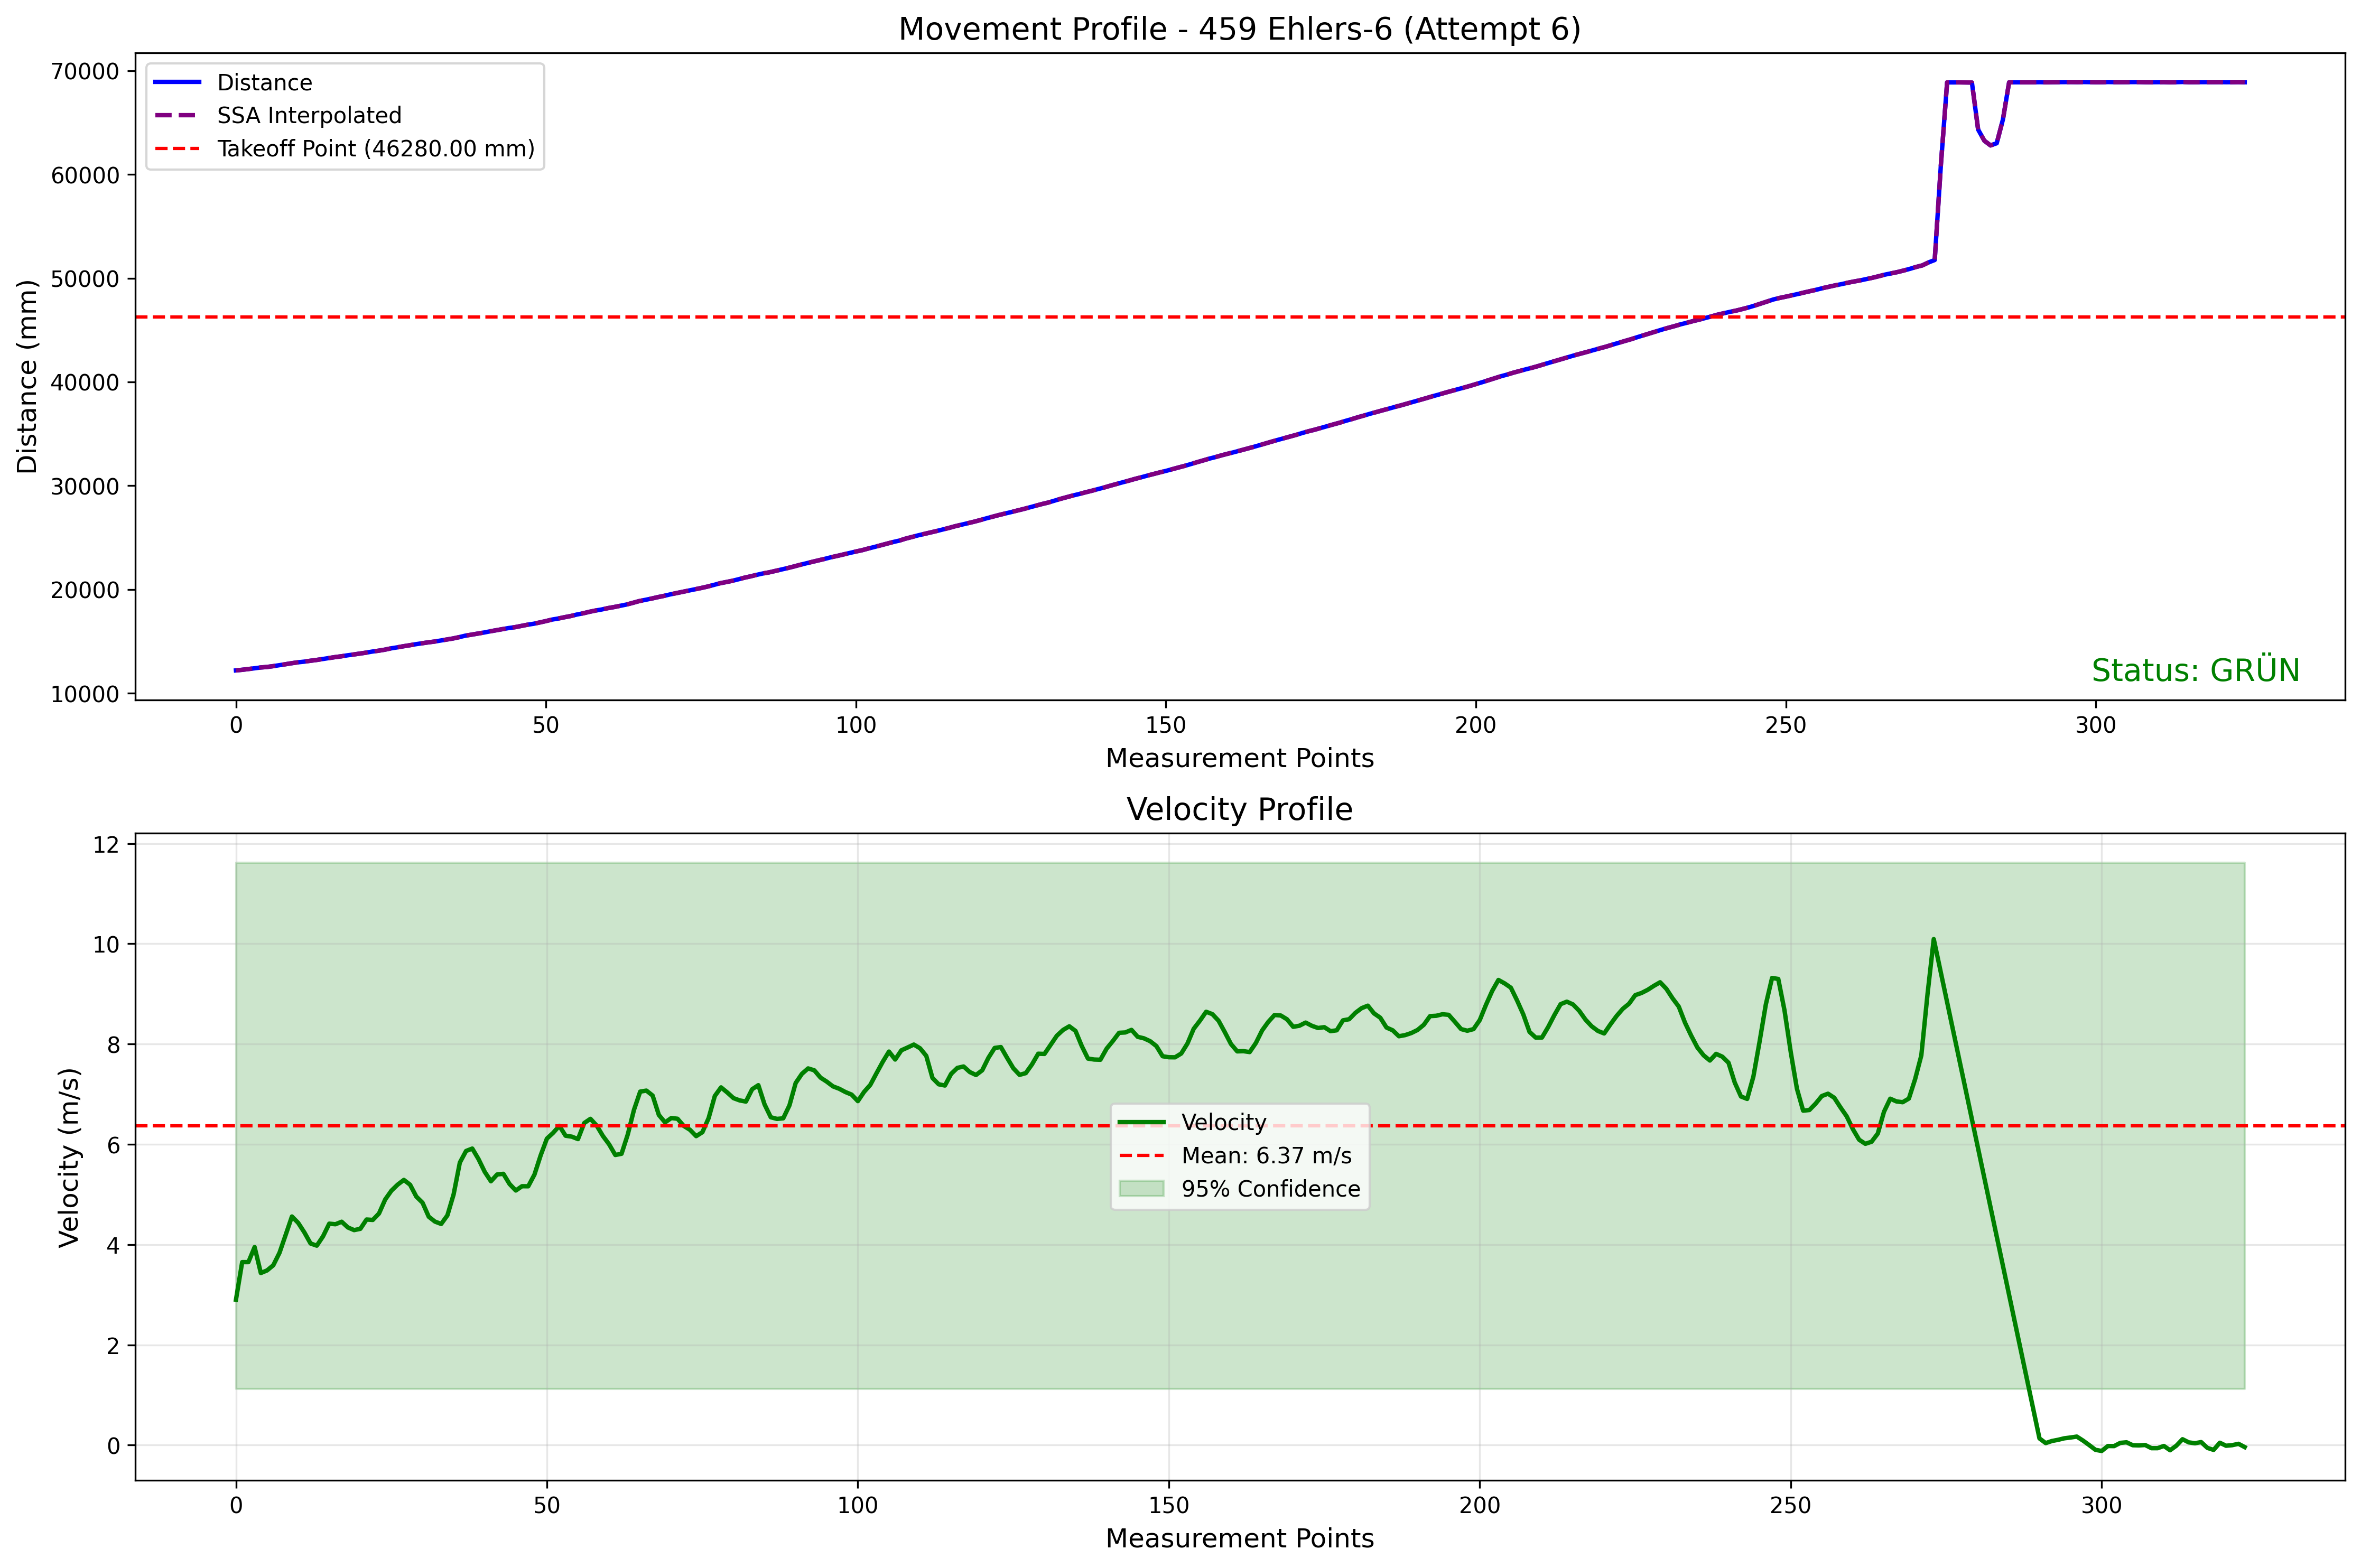 Movement Profile - 459 Ehlers-6 (Attempt 6)
70000
60000
50000
40000
30000
20000
10000
Distance (mm)
Distance
SSA Interpolated
Takeoff Point (46280.00 mm)
Status: GRÜN
0 50 100 150 200 250 300
Measurement Points
Velocity Profile
12
10
8
6
4
2
0
Velocity (m/s)
Velocity
Mean: 6.37 m/s
95% Confidence
0 50 100 150 200 250 300
Measurement Points